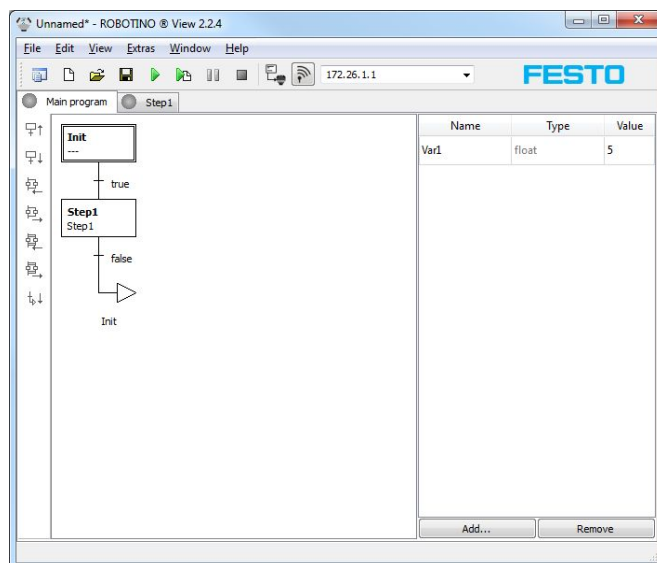 Unnamed* - ROBOTINO ® View 2.2.4
File Edit View Extras Window Help
172.26.1.1
FESTO
Main program Step1
Name Type Value
Var1 float 5
Init
---
true
Step1
Step1
false
Init
Add... Remove